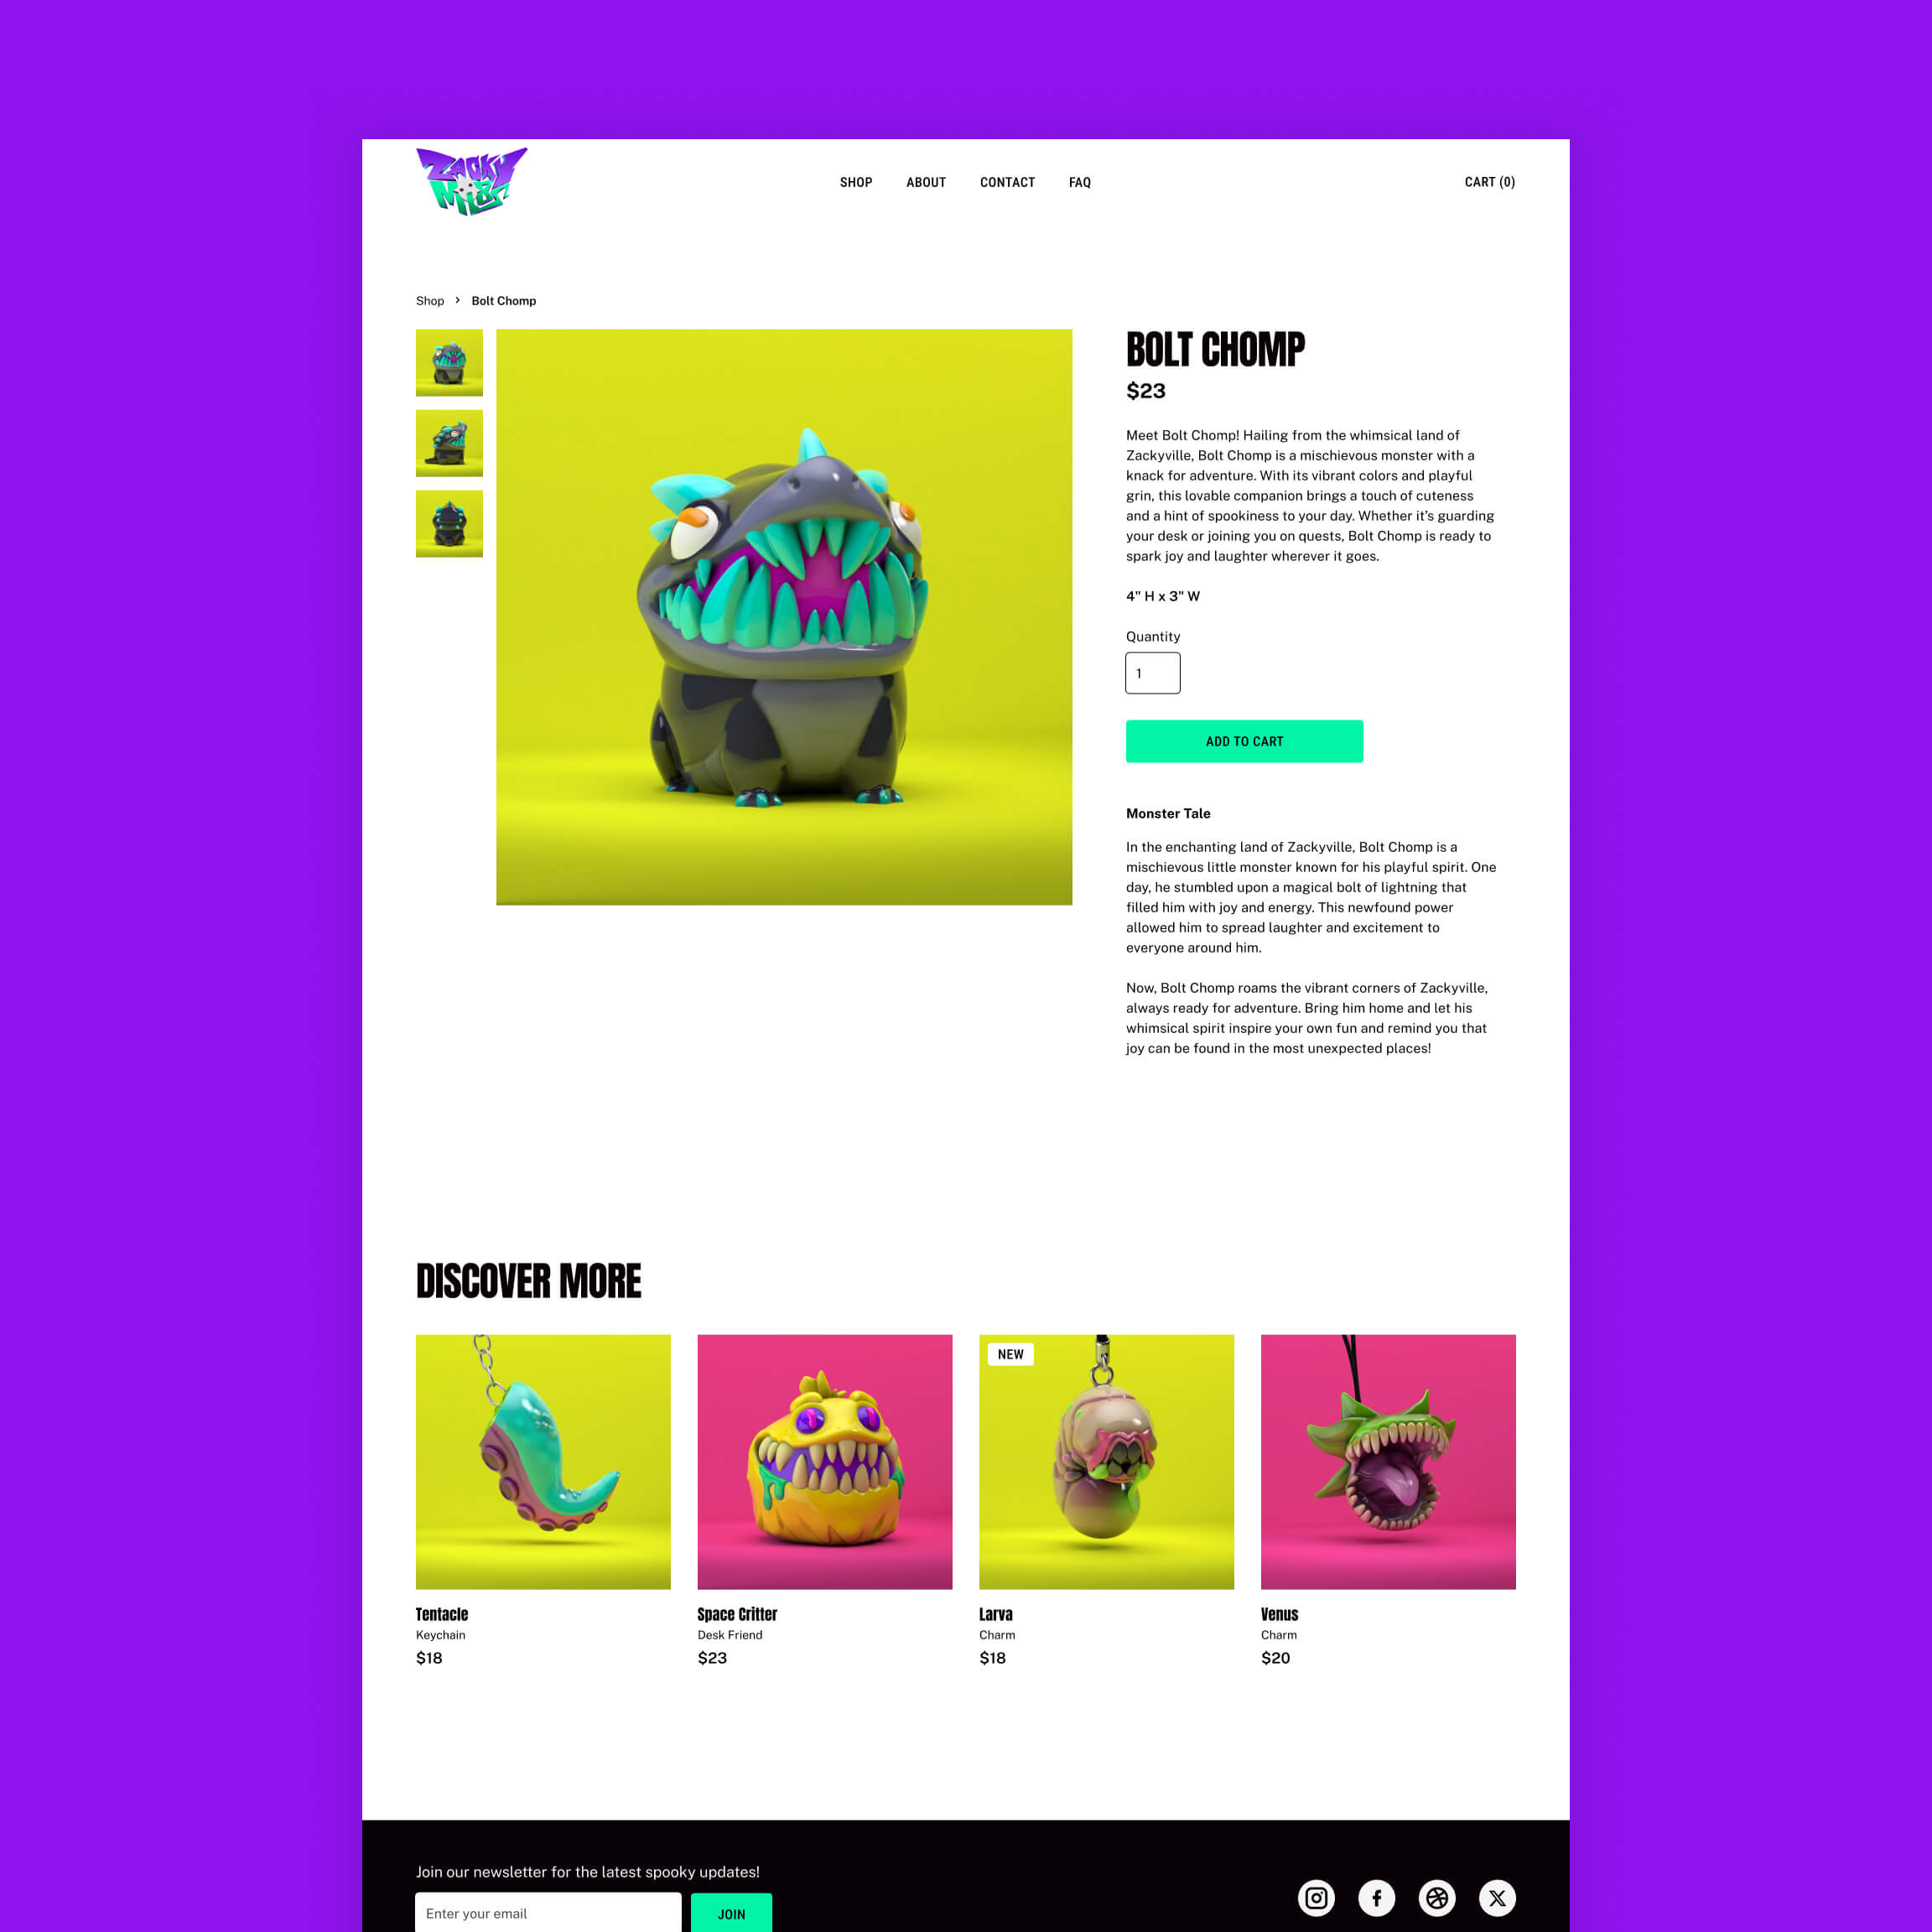 ZACKY
MILBZ
SHOP ABOUT CONTACT FAQ
CART (0)
Shop > Bolt Chomp
BOLT CHOMP
$23
Meet Bolt Chomp! Hailing from the whimsical land of
Zackyville, Bolt Chomp is a mischievous monster with a
knack for adventure. With its vibrant colors and playful
grin, this lovable companion brings a touch of cuteness
and a hint of spookiness to your day. Whether it’s guarding
your desk or joining you on quests, Bolt Chomp is ready to
spark joy and laughter wherever it goes.
4" H x 3" W
Quantity
1
ADD TO CART
Monster Tale
In the enchanting land of Zackyville, Bolt Chomp is a
mischievous little monster known for his playful spirit. One
day, he stumbled upon a magical bolt of lightning that
filled him with joy and energy. This newfound power
allowed him to spread laughter and excitement to
everyone around him.
Now, Bolt Chomp roams the vibrant corners of Zackyville,
always ready for adventure. Bring him home and let his
whimsical spirit inspire your own fun and remind you that
joy can be found in the most unexpected places!
DISCOVER MORE
Tentacle
Keychain
$18
Space Critter
Desk Friend
$23
NEW
Larva
Charm
$18
Venus
Charm
$20
Join our newsletter for the latest spooky updates!
Enter your email
JOIN